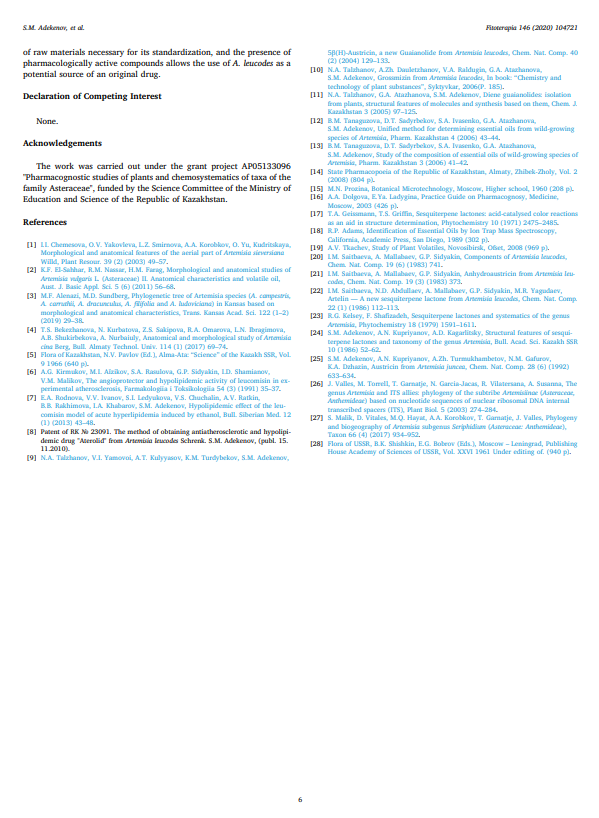 S.M. Adekenov, et al.
Fitoterapia 146 (2020) 104721
of raw materials necessary for its standardization, and the presence of
pharmacologically active compounds allows the use of A. leucodes as a
potential source of an original drug.
Declaration of Competing Interest
None.
Acknowledgements
The work was carried out under the grant project AP05133096
"Pharmacognostic studies of plants and chemosystematics of taxa of the
family Asteraceae", funded by the Science Committee of the Ministry of
Education and Science of the Republic of Kazakhstan.
References
[1] I.I. Chemesova, O.V. Yakovleva, L.Z. Smirnova, A.A. Korobkov, O. Yu, Kudritskaya,
Morphological and anatomical features of the aerial part of Artemisia sieversiana
Willd, Plant Resour. 39 (2) (2003) 49–57.
[2] K.F. El-Sahhar, R.M. Nassar, H.M. Farag, Morphological and anatomical studies of
Artemisia vulgaris L. (Asteraceae) II. Anatomical characteristics and volatile oil,
Aust. J. Basic Appl. Sci. 5 (6) (2011) 56–68.
[3] M.F. Alenazi, M.D. Sundberg, Phylogenetic tree of Artemisia species (A. campestris,
A. carruthii, A. dracunculus, A. filifolia and A. ludoviciana) in Kansas based on
morphological and anatomical characteristics, Trans. Kansas Acad. Sci. 122 (1–2)
(2019) 29–38.
[4] T.S. Bekezhanova, N. Kurbatova, Z.S. Sakipova, R.A. Omarova, L.N. Ibragimova,
A.B. Shukirbekova, A. Nurbaiuly, Anatomical and morphological study of Artemisia
cina Berg, Bull. Almaty Technol. Univ. 114 (1) (2017) 69–74.
[5] Flora of Kazakhstan, N.V. Pavlov (Ed.), Alma-Ata: "Science" of the Kazakh SSR, Vol.
9 1966 (640 p).
[6] A.G. Kirmakov, M.I. Aizikov, S.A. Rasulova, G.P. Sidyakin, I.D. Shamianov,
V.M. Malikov, The angioprotector and hypolipidemic activity of leucomisin in ex-
perimental atherosclerosis, Farmakologiia i Toksikologiia 54 (3) (1991) 35–37.
[7] E.A. Rodnova, V.V. Ivanov, S.I. Ledyukova, V.S. Chuchalin, A.V. Ratkin,
B.B. Rakhimova, I.A. Khabarov, S.M. Adekenov, Hypolipidemic effect of the leu-
comisin model of acute hyperlipdemia induced by ethanol, Bull. Siberian Med. 12
(1) (2013) 43–48.
[8] Patent of RK № 23091. The method of obtaining antiatherosclerotic and hypolipi-
demic drug "Aterolid" from Artemisia leucodes Schrenk. S.M. Adekenov, (publ. 15.
11.2010).
[9] N.A. Talzhanov, V.I. Yamovoi, A.T. Kulyyasov, K.M. Turdybekov, S.M. Adekenov,
5β(H)-Austricin, a new Guaianolide from Artemisia leucodes, Chem. Nat. Comp. 40
(2) (2004) 129–133.
[10] N.A. Talzhanov, A.Zh. Dauletzhanov, V.A. Raldugin, G.A. Atazhanova,
S.M. Adekenov, Grossmizin from Artemisia leucodes, in book: "Chemistry and
technology of plant substances", Syktyvkar, 2006(P. 185).
[11] N.A. Talzhanov, G.A. Atazhanova, S.M. Adekenov, Diene guaianolides: isolation
from plants, structural features of molecules and synthesis based on them, Chem. J.
Kazakhstan 3 (2005) 97–125.
[12] B.M. Tanaguzova, D.T. Sadyrbekov, S.A. Ivasenko, G.A. Atazhanova,
S.M. Adekenov, Unified method for determining essential oils from wild-growing
species of Artemisia, Pharm. Kazakhstan 4 (2006) 43–44.
[13] B.M. Tanaguzova, D.T. Sadyrbekov, S.A. Ivasenko, G.A. Atazhanova,
S.M. Adekenov, Study of the composition of essential oils of wild-growing species of
Artemisia, Pharm. Kazakhstan 3 (2006) 41–42.
[14] State Pharmacopoeia of the Republic of Kazakhstan, Almaty, Zhibek-Zholy, Vol. 2
(2008) (804 p).
[15] M.N. Prozina, Botanical Microtechnology, Moscow, Higher school, 1960 (208 p).
[16] A.A. Dolgova, E.Ya. Ladygina, Practice Guide on Pharmacognosy, Medicine,
Moscow, 2003 (426 p).
[17] T.A. Geissmann, T.S. Griffin, Sesquiterpene lactones: acid-catalysed color reactions
as an aid in structure determination, Phytochemistry 10 (1971) 2475–2485.
[18] R.P. Adams, Identification of Essential Oils by Ion Trap Mass Spectroscopy,
California, Academic Press, San Diego, 1989 (302 p).
[19] A.V. Tkachev, Study of Plant Volatiles, Novosibirsk, Ofset, 2008 (969 p).
[20] I.M. Saitbaeva, A. Mallabaev, G.P. Sidyakin, Components of Artemisia leucodes,
Chem. Nat. Comp. 19 (6) (1983) 741.
[21] I.M. Saitbaeva, A. Mallabaev, G.P. Sidyakin, Anhydroaustricin from Artemisia leu-
codes, Chem. Nat. Comp. 19 (3) (1983) 373.
[22] I.M. Saitbaeva, N.D. Abdullaev, A. Mallabaev, G.P. Sidyakin, M.R. Yagudaev,
Artelin — A new sesquiterpene lactone from Artemisia leucodes, Chem. Nat. Comp.
22 (1) (1986) 112–113.
[23] R.G. Kelsey, F. Shafizadeh, Sesquiterpene lactones and systematics of the genus
Artemisia, Phytochemistry 18 (1979) 1591–1611.
[24] S.M. Adekenov, A.N. Kupriyanov, A.D. Kagarlitsky, Structural features of sesqui-
terpene lactones and taxonomy of the genus Artemisia, Bull. Acad. Sci. Kazakh SSR
10 (1986) 52–62.
[25] S.M. Adekenov, A.N. Kupriyanov, A.Zh. Turmukhambetov, N.M. Gafurov,
K.A. Dzhazin, Austricin from Artemisia juncea, Chem. Nat. Comp. 28 (6) (1992)
633–634.
[26] J. Valles, M. Torrell, T. Garnatje, N. Garcia-Jacas, R. Vilatersana, A. Susanna, The
genus Artemisia and ITS allies: phylogeny of the subtribe Artemisiinae (Asteraceae,
Anthemideae) based on nucleotide sequences of nuclear ribosomal DNA internal
transcribed spacers (ITS), Plant Biol. 5 (2003) 274–284.
[27] S. Malik, D. Vitales, M.Q. Hayat, A.A. Korobkov, T. Garnatje, J. Valles, Phylogeny
and biogeography of Artemisia subgenus Seriphidium (Asteraceae: Anthemideae),
Taxon 66 (4) (2017) 934–952.
[28] Flora of USSR, B.K. Shishkin, E.G. Bobrov (Eds.), Moscow – Leningrad, Publishing
House Academy of Sciences of USSR, Vol. XXVI 1961 Under editing of. (940 p).
6